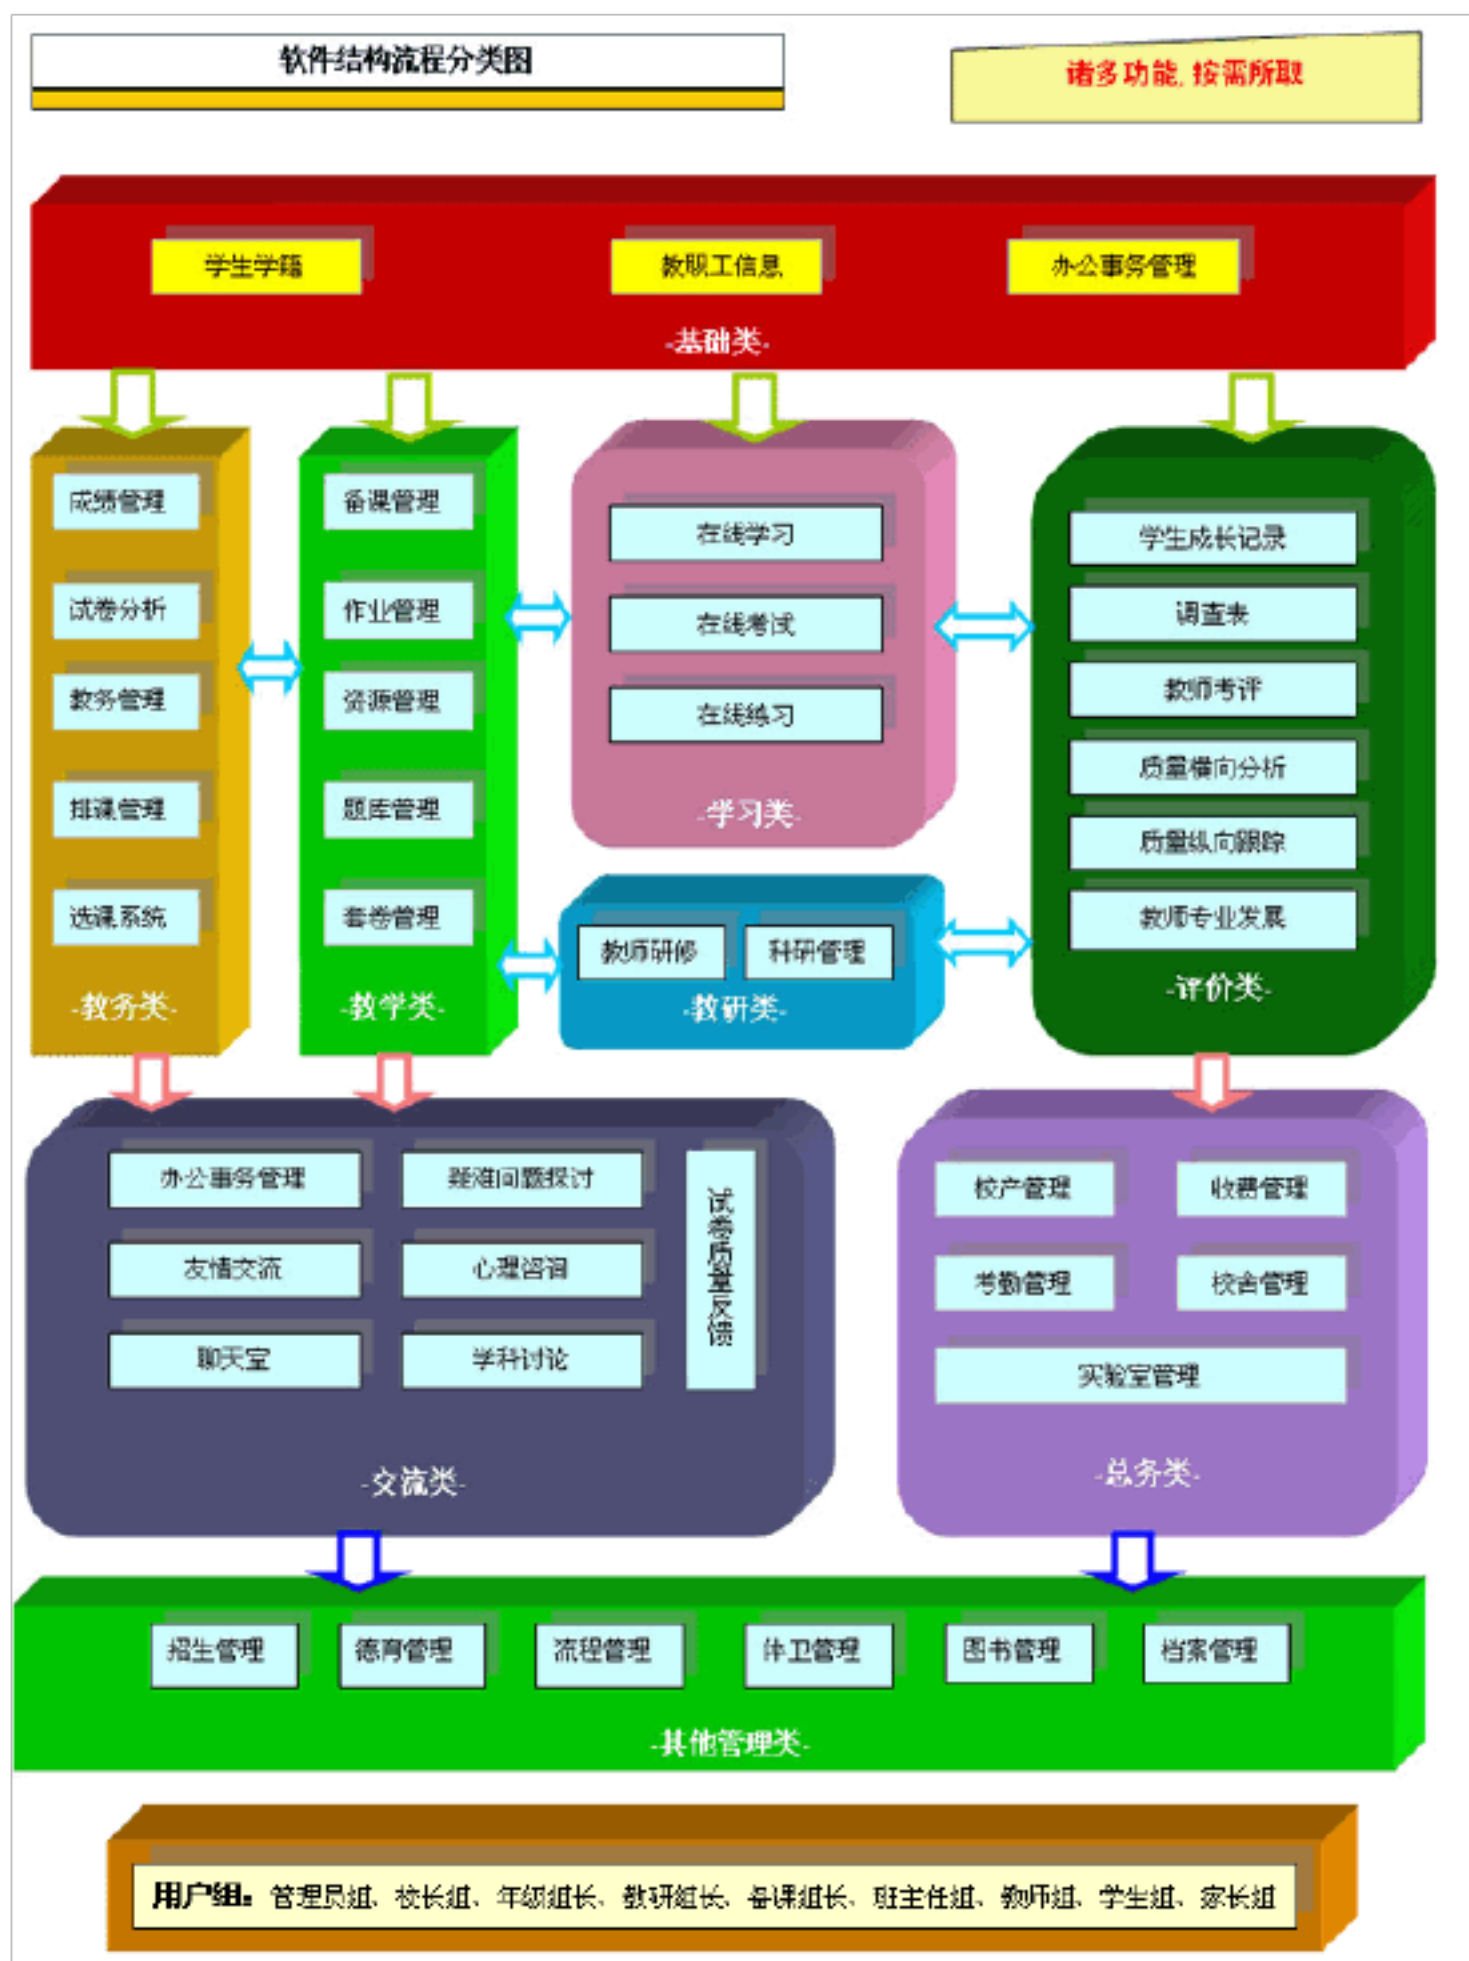 软件结构流程分类图
诸多功能, 按需所取
学生学籍
教职工信息
办公事务管理
-基础类-
成绩管理
试卷分析
教务管理
排课管理
选课系统
-教务类-
备课管理
作业管理
资源管理
题库管理
套卷管理
-教学类-
在线学习
在线考试
在线练习
-学习类-
教师研修
科研管理
-教研类-
学生成长记录
调查表
教师考评
质量横向分析
质量纵向跟踪
教师专业发展
-评价类-
办公事务管理
疑难问题探讨
友情交流
心理咨询
聊天室
学科讨论
试卷质量反馈
-交流类-
校产管理
收费管理
考勤管理
校舍管理
实验室管理
-总务类-
招生管理
德育管理
流程管理
体卫管理
图书管理
档案管理
-其他管理类-
用户组：管理员组、校长组、年级组长、教研组长、备课组长、班主任组、教师组、学生组、家长组